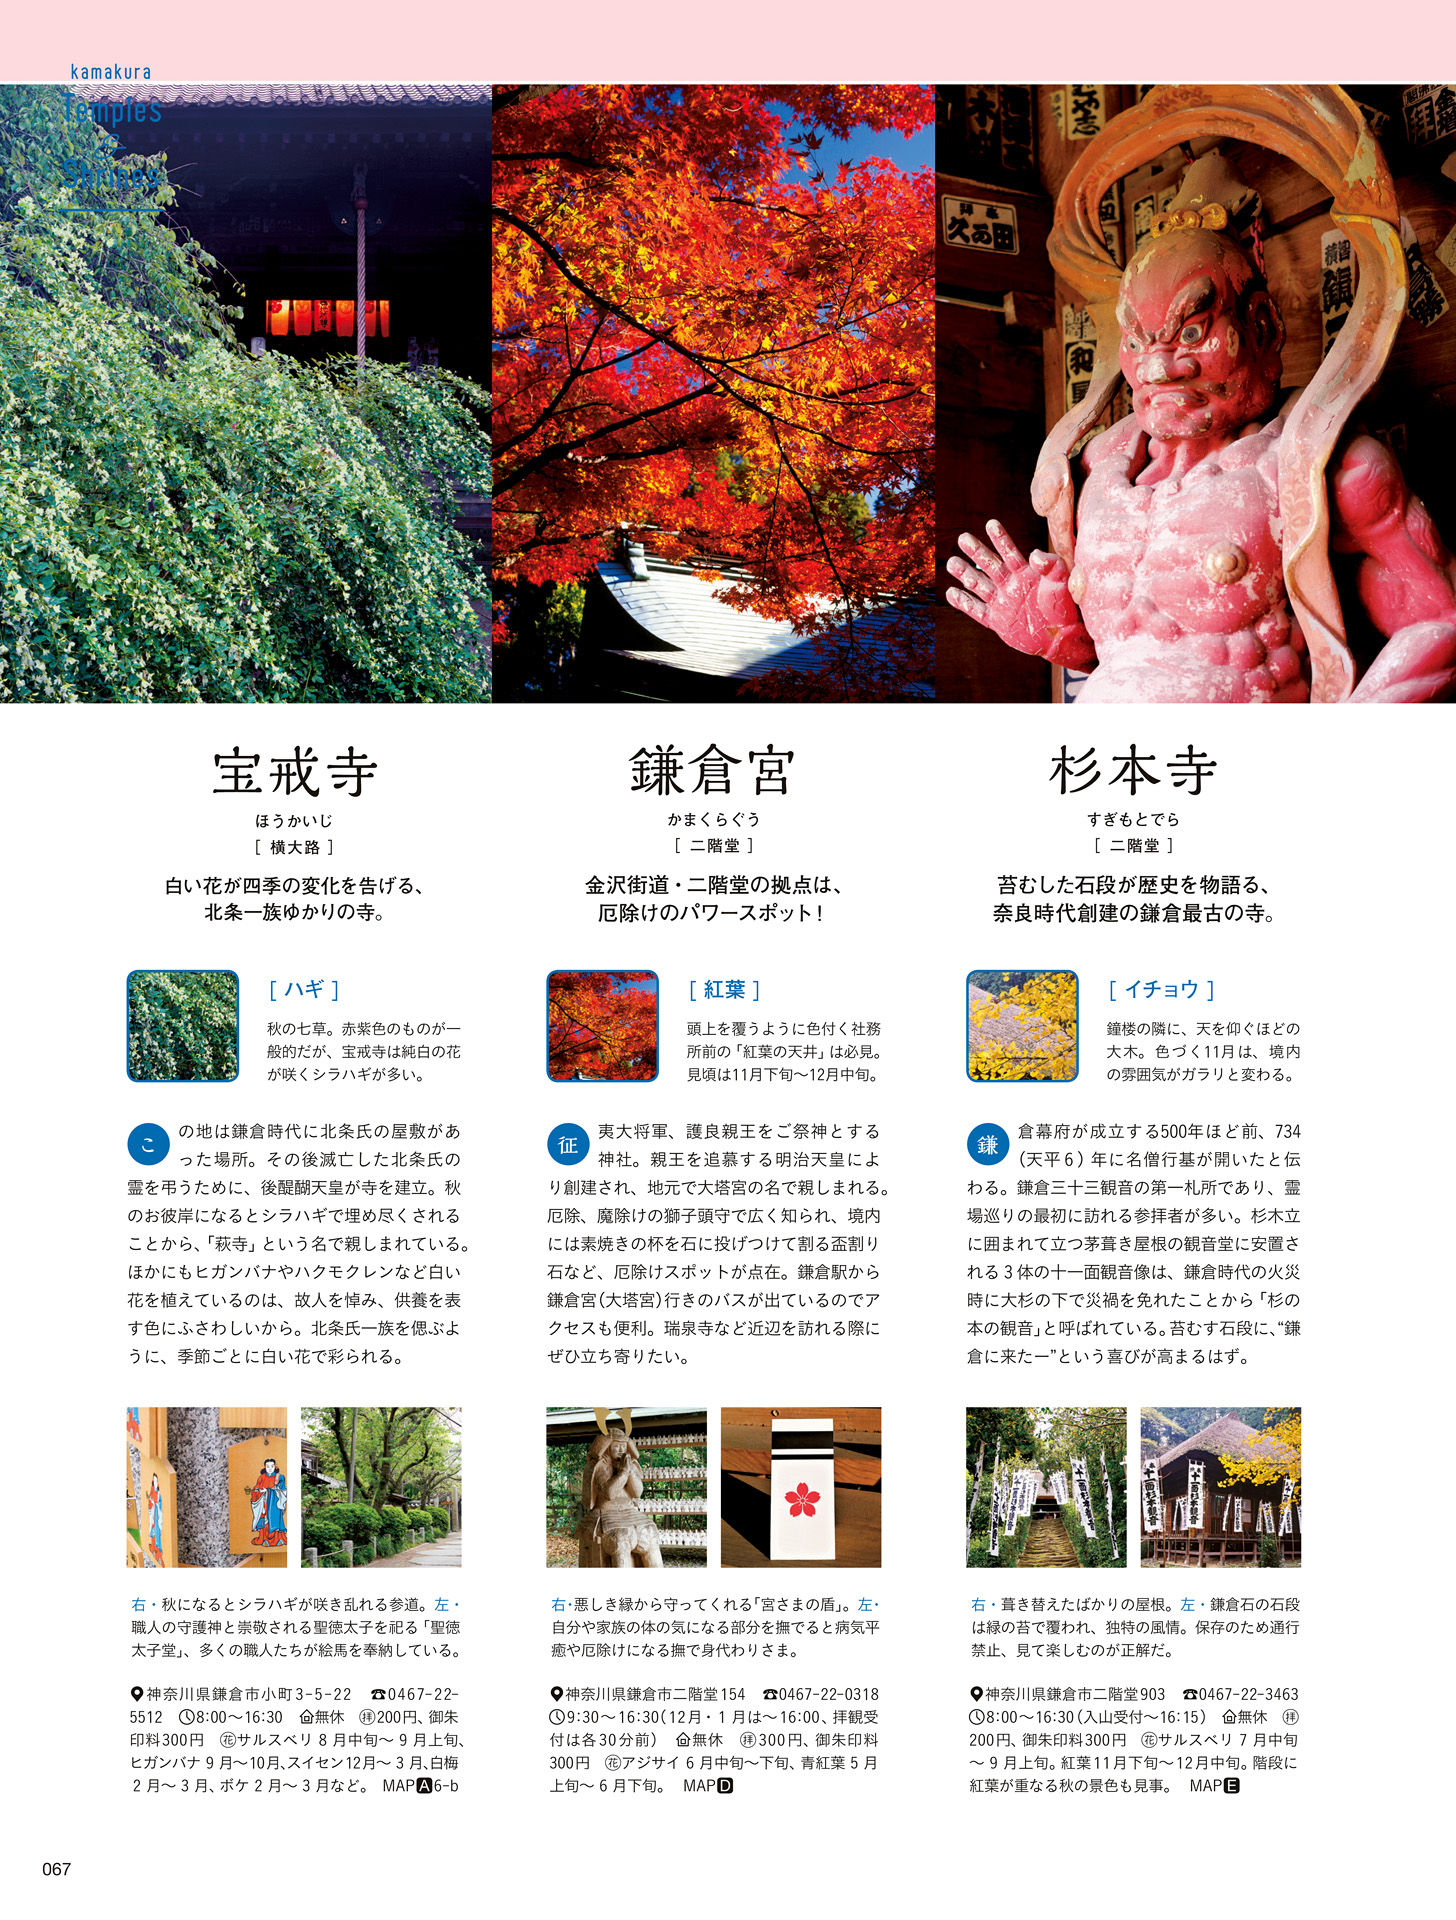 kamakura
Temples
&
Shrines
宝戒寺
ほうかいじ
[ 横大路 ]
白い花が四季の変化を告げる、
北条一族ゆかりの寺。
[ ハギ ]
秋の七草。赤紫色のものが一
般的だが、宝戒寺は純白の花
が咲くシラハギが多い。
この地は鎌倉時代に北条氏の屋敷があ
った場所。その後滅亡した北条氏の
霊を弔うために、後醍醐天皇が寺を建立。秋
のお彼岸になるとシラハギで埋め尽くされる
ことから、「萩寺」という名で親しまれている。
ほかにもヒガンバナやハクモクレンなど白い
花を植えているのは、故人を悼み、供養を表
す色にふさわしいから。北条氏一族を偲ぶよ
うに、季節ごとに白い花で彩られる。
右・秋になるとシラハギが咲き乱れる参道。左・
職人の守護神と崇敬される聖徳太子を祀る「聖徳
太子堂」、多くの職人たちが絵馬を奉納している。
神奈川県鎌倉市小町3-5-22 ☎0467-22-
5512 8:00〜16:30 無休 拝200円、御朱
印料300円 花サルスベリ8月中旬〜9月上旬、
ヒガンバナ9月〜10月、スイセン12月〜3月、白梅
2月〜3月、ボケ2月〜3月など。 MAPA6-b
鎌倉宮
かまくらぐう
[ 二階堂 ]
金沢街道・二階堂の拠点は、
厄除けのパワースポット!
[ 紅葉 ]
頭上を覆うように色付く社務
所前の「紅葉の天井」は必見。
見頃は11月下旬〜12月中旬。
征夷大将軍、護良親王をご祭神とする
神社。親王を追慕する明治天皇によ
り創建され、地元で大塔宮の名で親しまれる。
厄除、魔除けの獅子頭守で広く知られ、境内
には素焼きの杯を石に投げつけて割る盃割り
石など、厄除けスポットが点在。鎌倉駅から
鎌倉宮(大塔宮)行きのバスが出ているのでア
クセスも便利。瑞泉寺など近辺を訪れる際に
ぜひ立ち寄りたい。
右・悪しき縁から守ってくれる「宮さまの盾」。左・
自分や家族の体の気になる部分を撫でると病気平
癒や厄除けになる撫で身代わりさま。
神奈川県鎌倉市二階堂154 ☎0467-22-0318
9:30〜16:30(12月・1月は〜16:00、拝観受
付は各30分前) 無休 拝300円、御朱印料
300円 花アジサイ6月中旬〜下旬、青紅葉5月
上旬〜6月下旬。 MAPD
久為田
杉本寺
すぎもとでら
[ 二階堂 ]
苔むした石段が歴史を物語る、
奈良時代創建の鎌倉最古の寺。
[ イチョウ ]
鐘楼の隣に、天を仰ぐほどの
大木。色づく11月は、境内
の雰囲気がガラリと変わる。
鎌倉幕府が成立する500年ほど前、734
(天平6)年に名僧行基が開いたと伝
わる。鎌倉三十三観音の第一札所であり、霊
場巡りの最初に訪れる参拝者が多い。杉木立
に囲まれて立つ茅葺き屋根の観音堂に安置さ
れる3体の十一面観音像は、鎌倉時代の火災
時に大杉の下で災禍を免れたことから「杉の
本の観音」と呼ばれている。苔むす石段に、“鎌
倉に来たー”という喜びが高まるはず。
十一面杉本観音
十一面杉本観音
右・葺き替えたばかりの屋根。左・鎌倉石の石段
は緑の苔で覆われ、独特の風情。保存のため通行
禁止、見て楽しむのが正解だ。
神奈川県鎌倉市二階堂903 ☎0467-22-3463
8:00〜16:30(入山受付〜16:15) 無休 拝
200円、御朱印料300円 花サルスベリ7月中旬
〜9月上旬。紅葉11月下旬〜12月中旬。階段に
紅葉が重なる秋の景色も見事。 MAPE
067